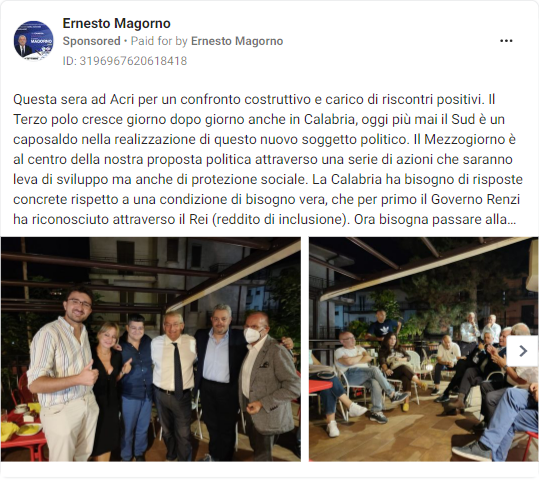 Ernesto Magorno
Sponsored • Paid for by Ernesto Magorno
ID: 3196967620618418
Questa sera ad Acri per un confronto costruttivo e carico di riscontri positivi. Il
Terzo polo cresce giorno dopo giorno anche in Calabria, oggi più mai il Sud è un
caposaldo nella realizzazione di questo nuovo soggetto politico. Il Mezzogiorno è
al centro della nostra proposta politica attraverso una serie di azioni che saranno
leva di sviluppo ma anche di protezione sociale. La Calabria ha bisogno di risposte
concrete rispetto a una condizione di bisogno vera, che per primo il Governo Renzi
ha riconosciuto attraverso il Rei (reddito di inclusione). Ora bisogna passare alla...